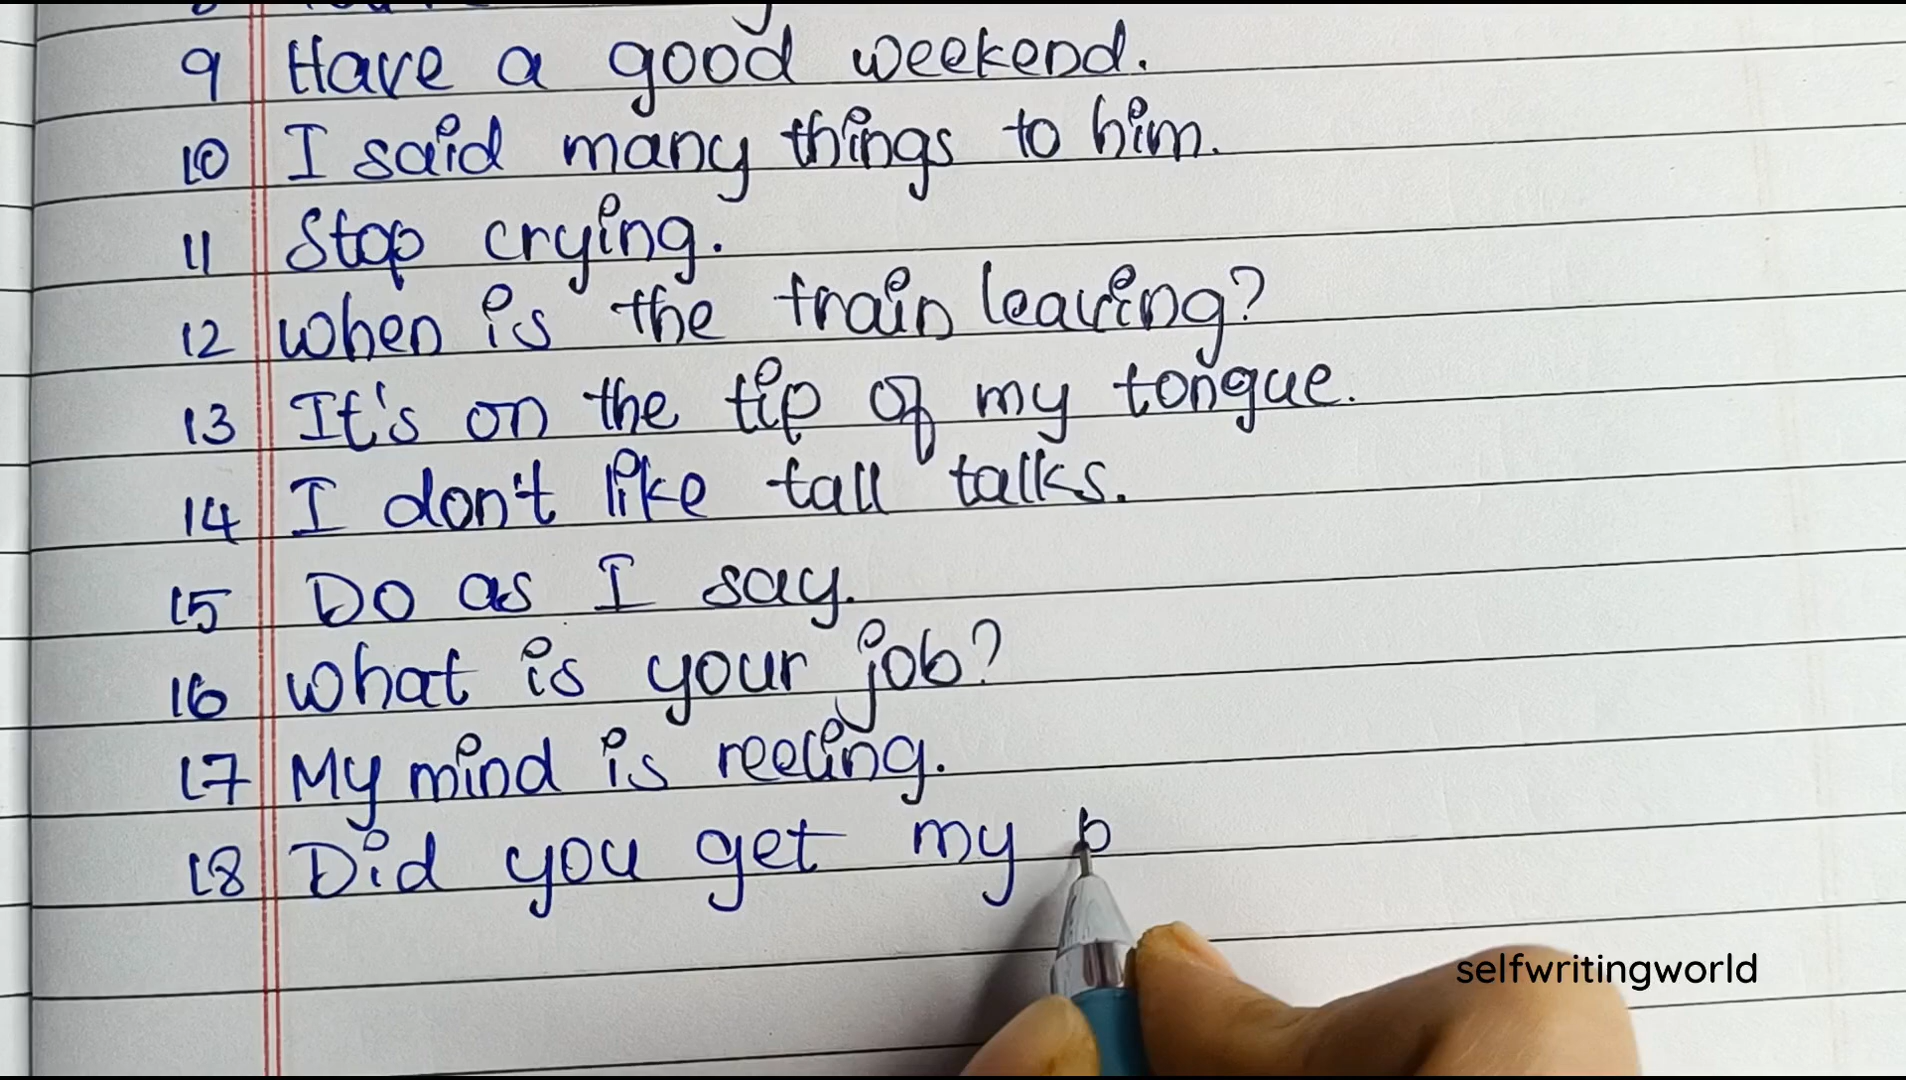 9 Have a good weekend.
10 I said many things to him.
11 Stop crying.
12 When is the train leaving?
13 It's on the tip of my tongue.
14 I don't like tall talks.
15 Do as I say.
16 What is your job?
17 My mind is reeling.
18 Did you get my
selfwritingworld